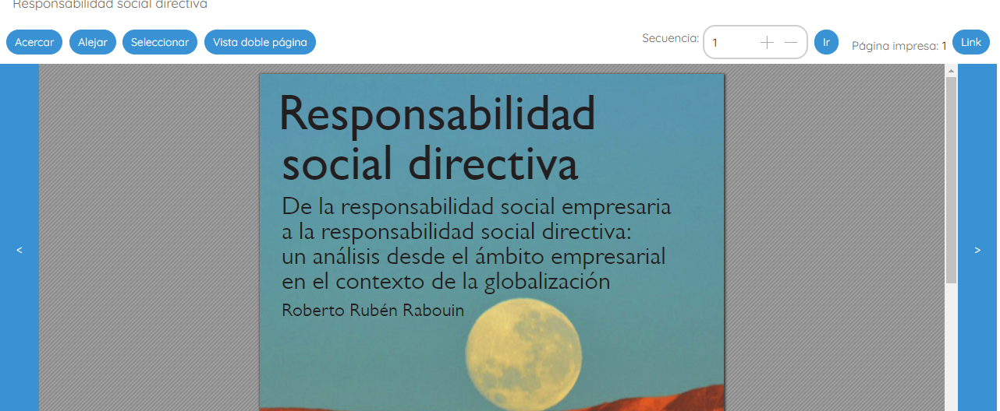 Responsabilidad social directiva
Acercar Alejar Seleccionar Vista doble página Secuencia: 1 Ir Página impresa: 1 Link
Responsabilidad
social directiva
De la responsabilidad social empresaria
a la responsabilidad social directiva:
un análisis desde el ámbito empresarial
en el contexto de la globalización
Roberto Rubén Rabouin
< >